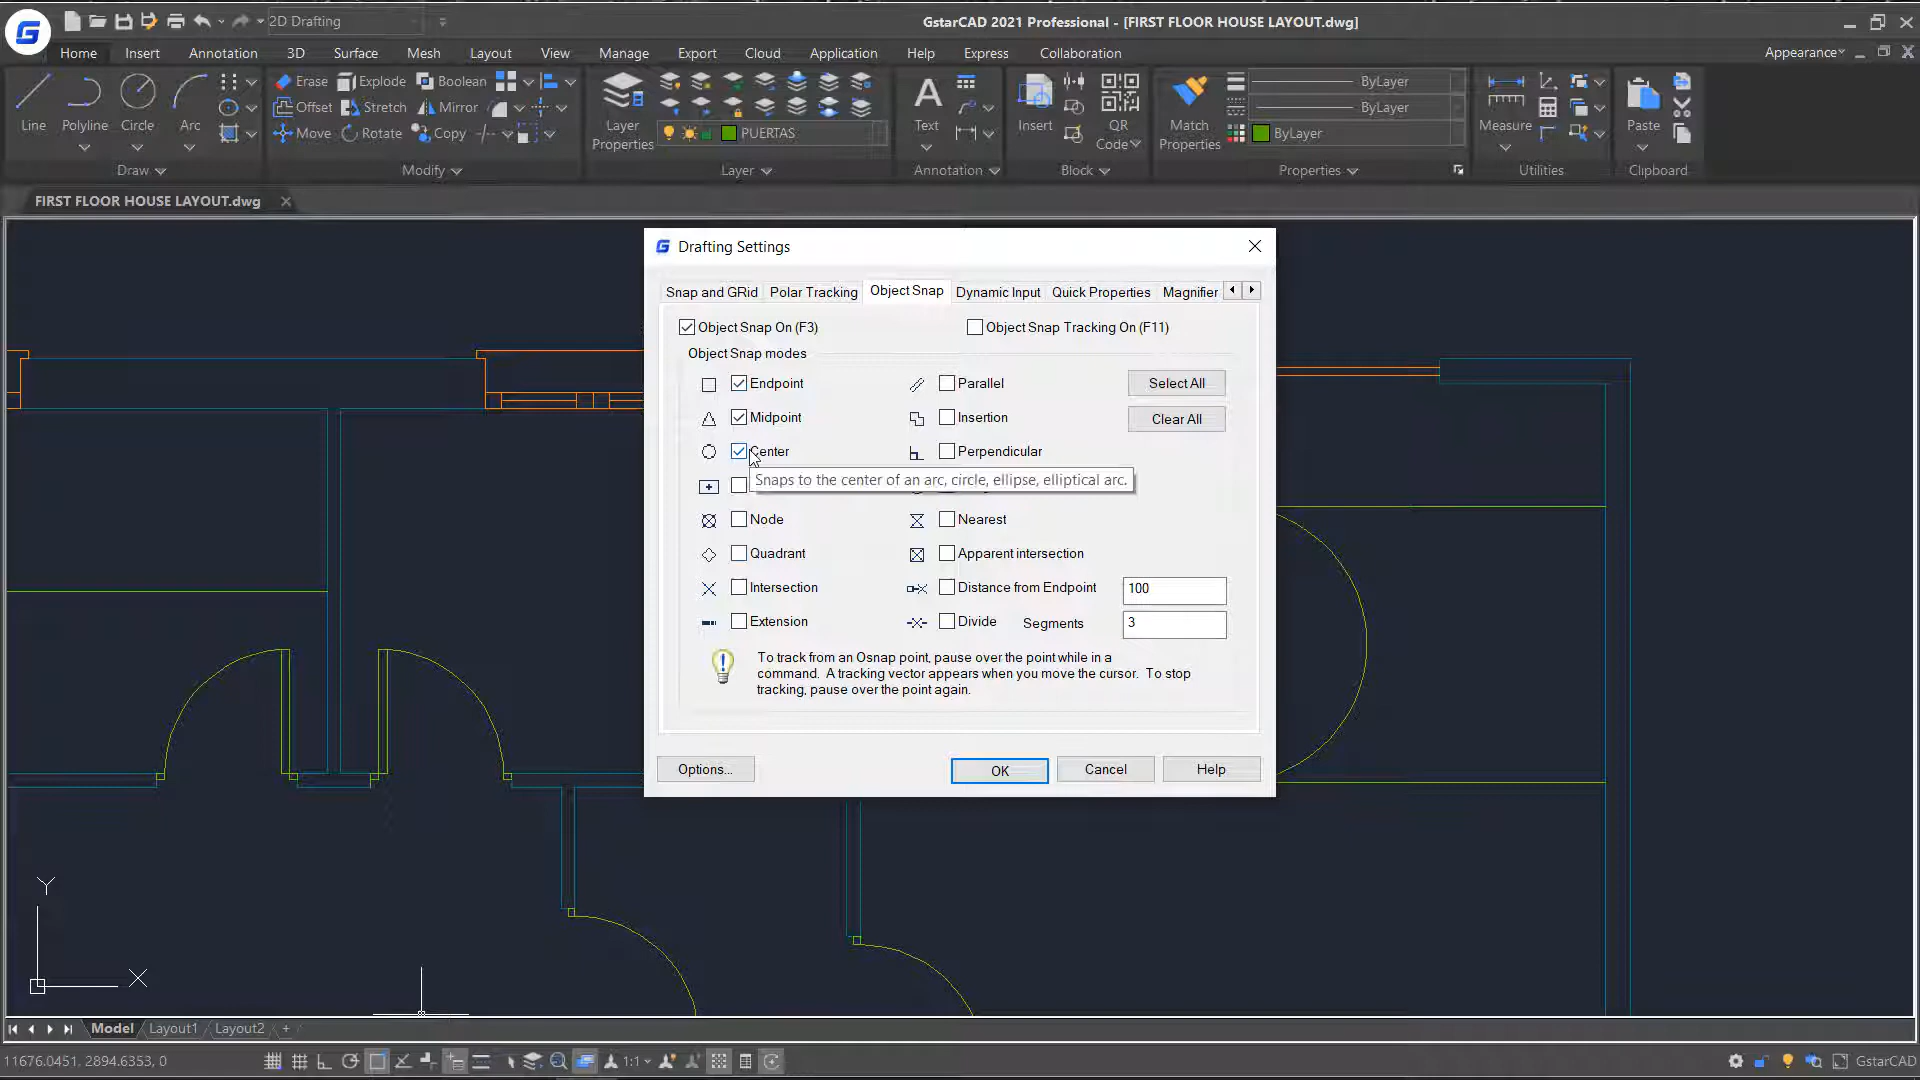 2D Drafting
GstarCAD 2021 Professional - [FIRST FLOOR HOUSE LAYOUT.dwg]
Home Insert Annotation 3D Surface Mesh Layout View Manage Export Cloud Application Help Express Collaboration Appearance
Erase Explode Boolean ByLayer
Offset Stretch Mirror ByLayer
Line Polyline Circle Arc Layer Properties Text Insert QR Code Match Properties Measure Paste
Move Rotate Copy PUERTAS ByLayer
Draw Modify Layer Annotation Block Properties Utilities Clipboard
FIRST FLOOR HOUSE LAYOUT.dwg
Drafting Settings
Snap and GRid Polar Tracking Object Snap Dynamic Input Quick Properties Magnifier
Object Snap On (F3) Object Snap Tracking On (F11)
Object Snap modes
Endpoint Parallel Select All
Midpoint Insertion Clear All
Center Perpendicular
Snaps to the center of an arc, circle, ellipse, elliptical arc.
Node Nearest
Quadrant Apparent intersection
Intersection Distance from Endpoint 100
Extension Divide Segments 3
To track from an Osnap point, pause over the point while in a
command. A tracking vector appears when you move the cursor. To stop
tracking, pause over the point again.
Options... OK Cancel Help
Y
X
Model Layout1 Layout2 +
11676.0451, 2894.6353, 0 1:1 GstarCAD